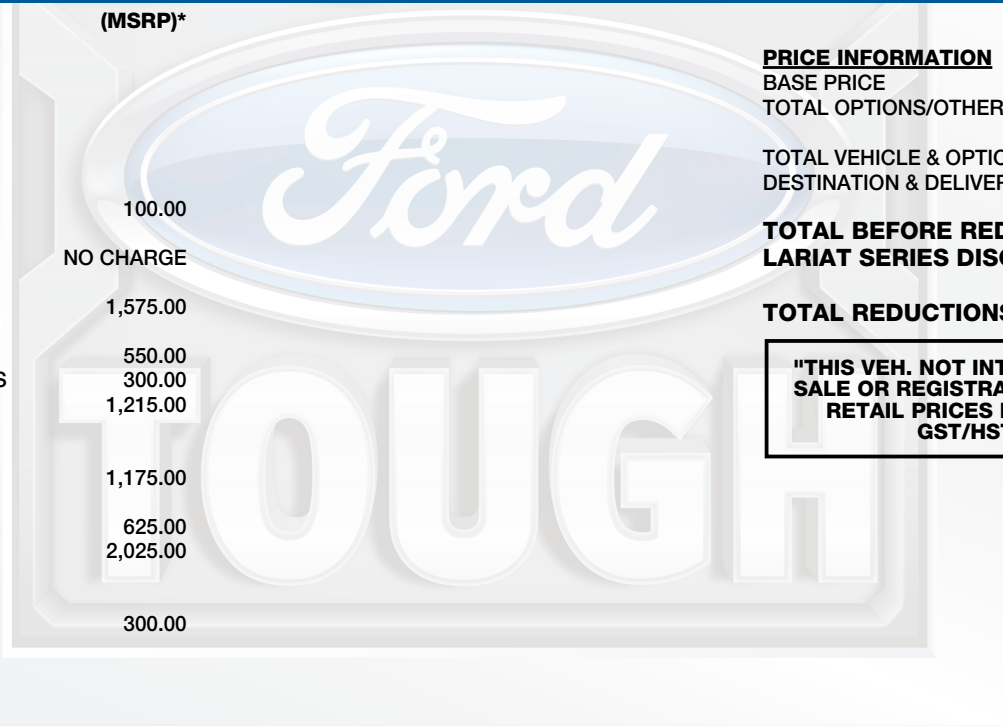 (MSRP)*
100.00
NO CHARGE
1,575.00
550.00
S 300.00
1,215.00
1,175.00
625.00
2,025.00
300.00
PRICE INFORMATION
BASE PRICE
TOTAL OPTIONS/OTHER
TOTAL VEHICLE & OPTIO
DESTINATION & DELIVER
TOTAL BEFORE RED
LARIAT SERIES DISC
TOTAL REDUCTIONS
"THIS VEH. NOT INT
SALE OR REGISTRA
RETAIL PRICES
GST/HST
Ford
TOUGH